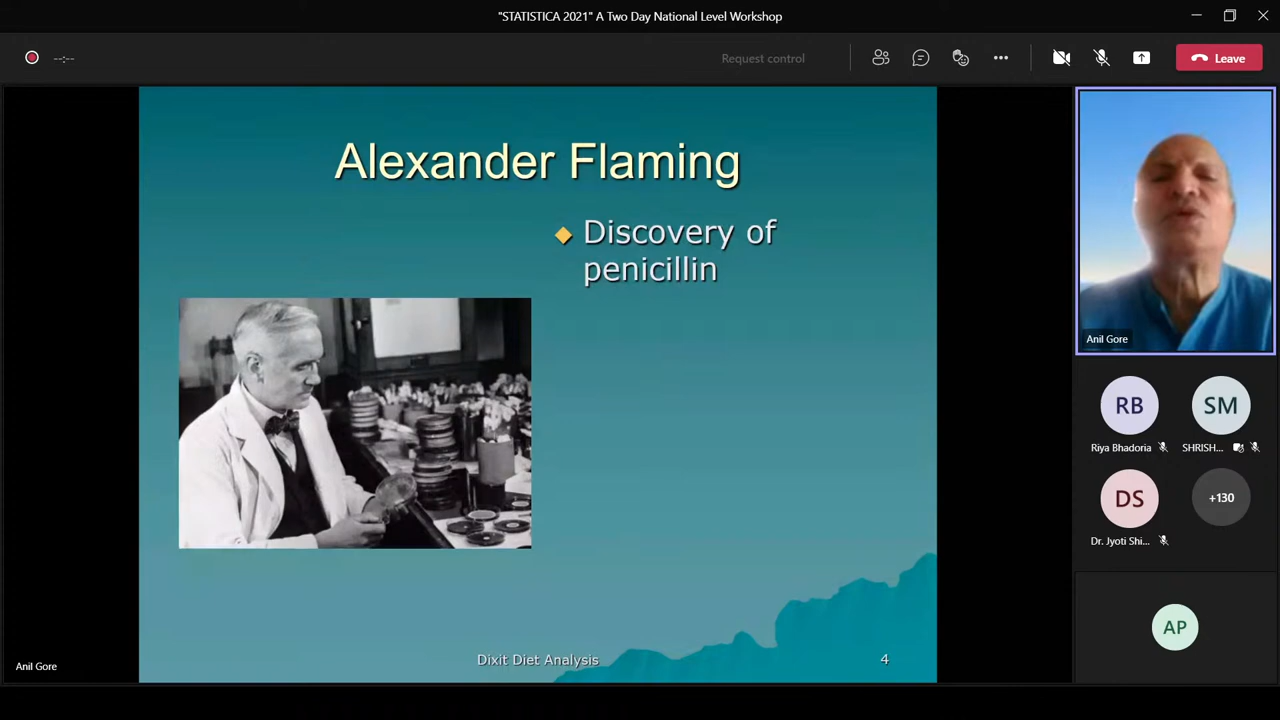 "STATISTICA 2021" A Two Day National Level Workshop
--:--
Request control
Leave
Alexander Flaming
Discovery of
penicillin
Dixit Diet Analysis
4
Anil Gore
Anil Gore
RB
SM
Riya Bhadoria
SHRISH...
DS
+130
Dr. Jyoti Shi...
AP